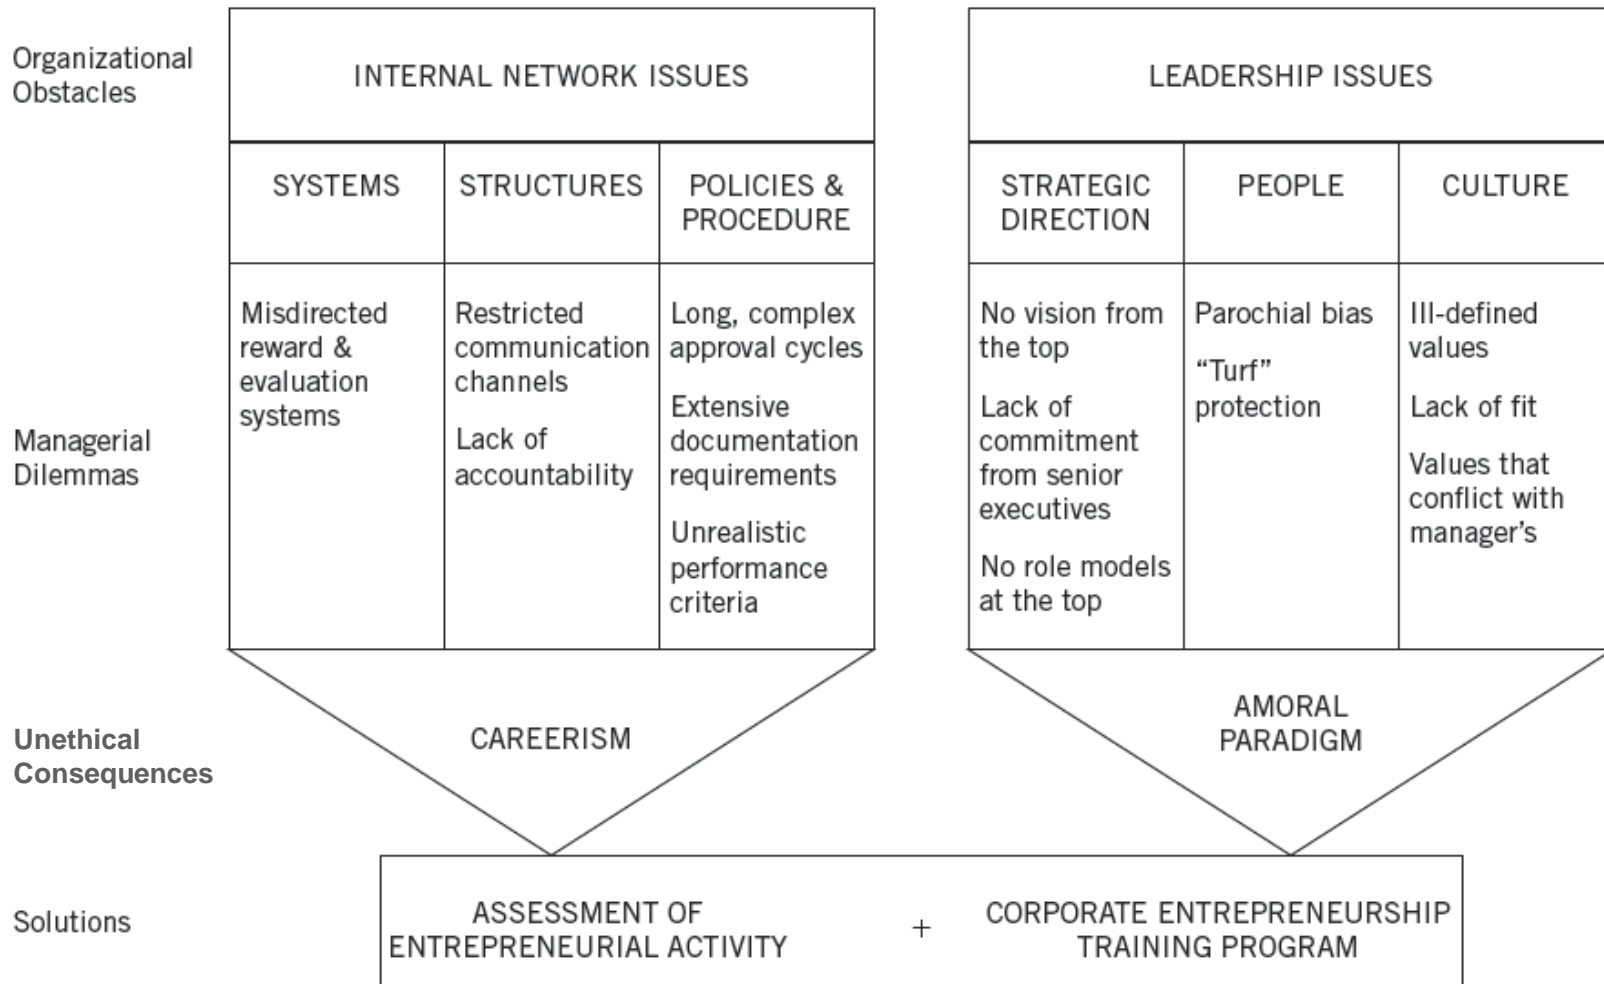 Organizational
Obstacles
INTERNAL NETWORK ISSUES
LEADERSHIP ISSUES
SYSTEMS
STRUCTURES
POLICIES &
PROCEDURE
STRATEGIC
DIRECTION
PEOPLE
CULTURE
Managerial
Dilemmas
Misdirected
reward &
evaluation
systems
Restricted
communication
channels
Lack of
accountability
Long, complex
approval cycles
Extensive
documentation
requirements
Unrealistic
performance
criteria
No vision from
the top
Lack of
commitment
from senior
executives
No role models
at the top
Parochial bias
“Turf”
protection
Ill-defined
values
Lack of fit
Values that
conflict with
manager’s
Unethical
Consequences
CAREERISM
AMORAL
PARADIGM
Solutions
ASSESSMENT OF
ENTREPRENEURIAL ACTIVITY
+
CORPORATE ENTREPRENEURSHIP
TRAINING PROGRAM